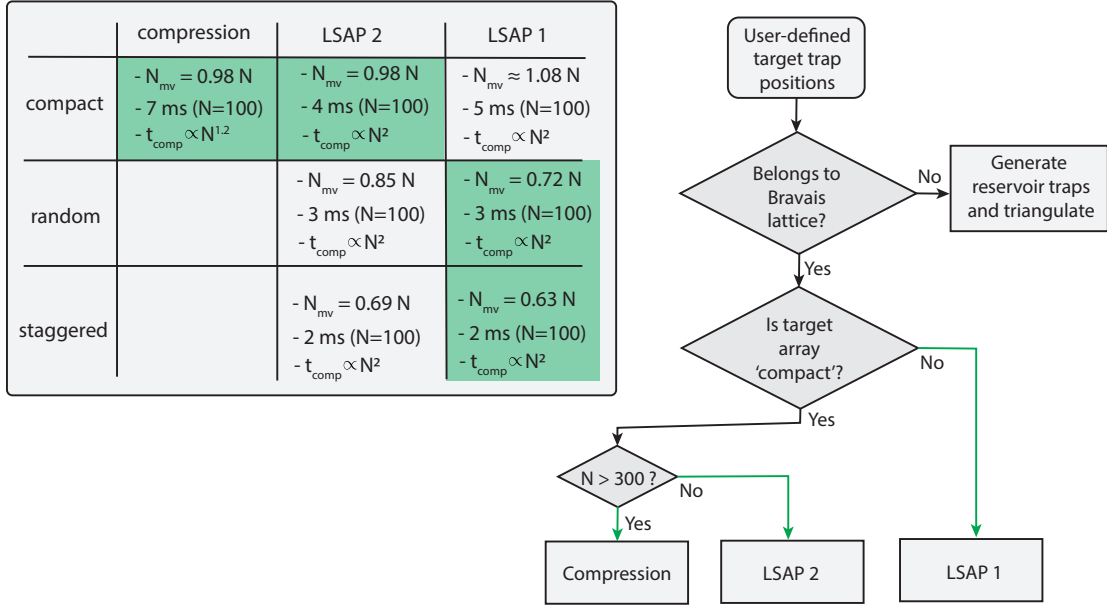 compression LSAP 2 LSAP 1
compact
- N_mv = 0.98 N
- 7 ms (N=100)
- t_comp ∝ N^1.2
- N_mv = 0.98 N
- 4 ms (N=100)
- t_comp ∝ N²
- N_mv ≈ 1.08 N
- 5 ms (N=100)
- t_comp ∝ N²
random
- N_mv = 0.85 N
- 3 ms (N=100)
- t_comp ∝ N²
- N_mv = 0.72 N
- 3 ms (N=100)
- t_comp ∝ N²
staggered
- N_mv = 0.69 N
- 2 ms (N=100)
- t_comp ∝ N²
- N_mv = 0.63 N
- 2 ms (N=100)
- t_comp ∝ N²
User-defined
target trap
positions
Belongs to
Bravais
lattice?
No
Generate
reservoir traps
and triangulate
Yes
Is target
array
‘compact’?
No
Yes
N > 300 ?
No
Yes
Compression
LSAP 2
LSAP 1